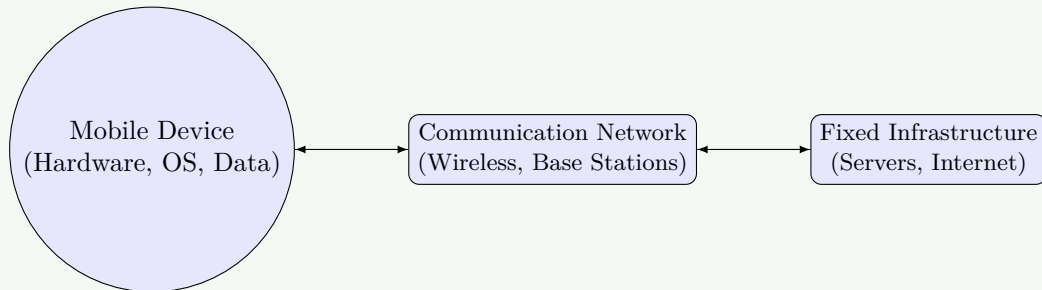 Mobile Device
(Hardware, OS, Data)
Communication Network
(Wireless, Base Stations)
Fixed Infrastructure
(Servers, Internet)